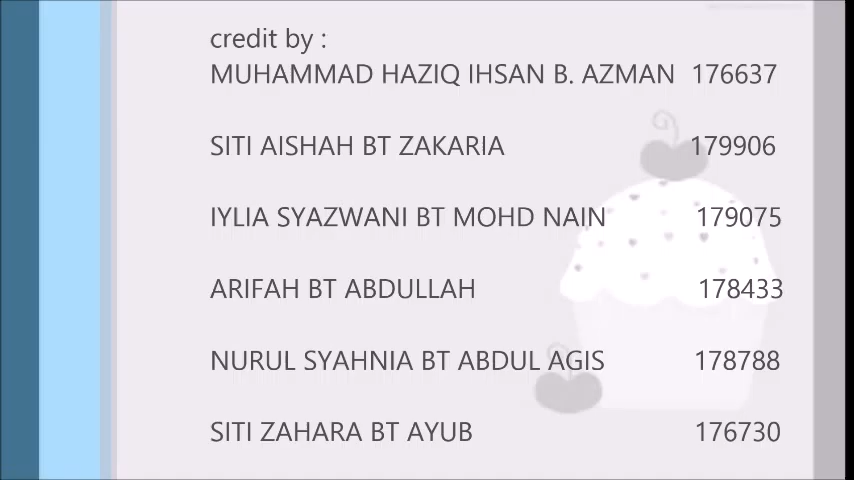 credit by :
MUHAMMAD HAZIQ IHSAN B. AZMAN 176637
SITI AISHAH BT ZAKARIA 179906
IYLIA SYAZWANI BT MOHD NAIN 179075
ARIFAH BT ABDULLAH 178433
NURUL SYAHNIA BT ABDUL AGIS 178788
SITI ZAHARA BT AYUB 176730